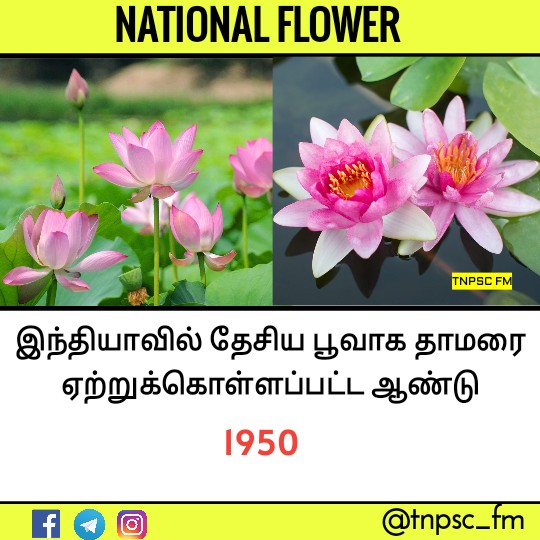 NATIONAL FLOWER
TNPSC FM
இந்தியாவில் தேசிய பூவாக தாமரை
ஏற்றுக்கொள்ளப்பட்ட ஆண்டு
1950
@tnpsc_fm